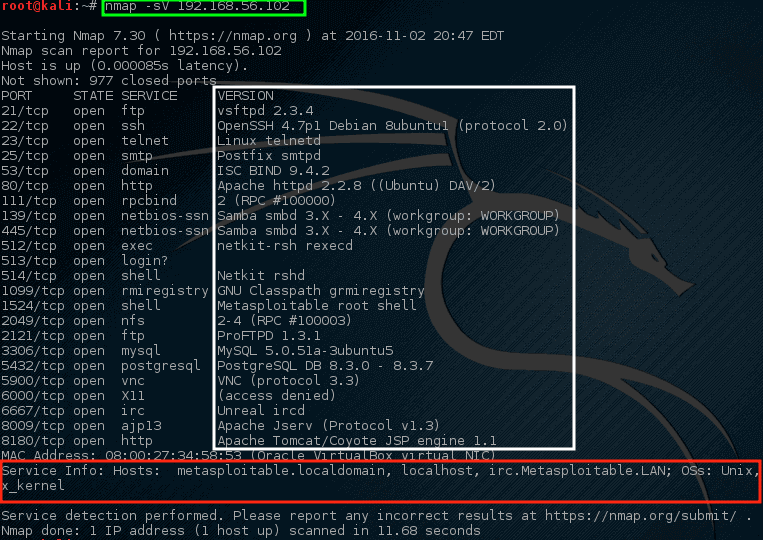 root@kali:~# nmap -sV 192.168.56.102
Starting Nmap 7.30 ( https://nmap.org ) at 2016-11-02 20:47 EDT
Nmap scan report for 192.168.56.102
Host is up (0.000085s latency).
Not shown: 977 closed ports
PORT     STATE SERVICE     VERSION
21/tcp   open  ftp         vsftpd 2.3.4
22/tcp   open  ssh         OpenSSH 4.7p1 Debian 8ubuntu1 (protocol 2.0)
23/tcp   open  telnet      Linux telnetd
25/tcp   open  smtp        Postfix smtpd
53/tcp   open  domain      ISC BIND 9.4.2
80/tcp   open  http        Apache httpd 2.2.8 ((Ubuntu) DAV/2)
111/tcp  open  rpcbind     2 (RPC #100000)
139/tcp  open  netbios-ssn Samba smbd 3.X - 4.X (workgroup: WORKGROUP)
445/tcp  open  netbios-ssn Samba smbd 3.X - 4.X (workgroup: WORKGROUP)
512/tcp  open  exec        netkit-rsh rexecd
513/tcp  open  login?
514/tcp  open  shell       Netkit rshd
1099/tcp open  rmiregistry GNU Classpath grmiregistry
1524/tcp open  shell       Metasploitable root shell
2049/tcp open  nfs         2-4 (RPC #100003)
2121/tcp open  ftp         ProFTPD 1.3.1
3306/tcp open  mysql       MySQL 5.0.51a-3ubuntu5
5432/tcp open  postgresql  PostgreSQL DB 8.3.0 - 8.3.7
5900/tcp open  vnc         VNC (protocol 3.3)
6000/tcp open  X11         (access denied)
6667/tcp open  irc         Unreal ircd
8009/tcp open  ajp13       Apache Jserv (Protocol v1.3)
8180/tcp open  http        Apache Tomcat/Coyote JSP engine 1.1
MAC Address: 08:00:27:34:58:53 (Oracle VirtualBox virtual NIC)
Service Info: Hosts:  metasploitable.localdomain, localhost, irc.Metasploitable.LAN; OSs: Unix,
x_kernel
Service detection performed. Please report any incorrect results at https://nmap.org/submit/ .
Nmap done: 1 IP address (1 host up) scanned in 11.68 seconds